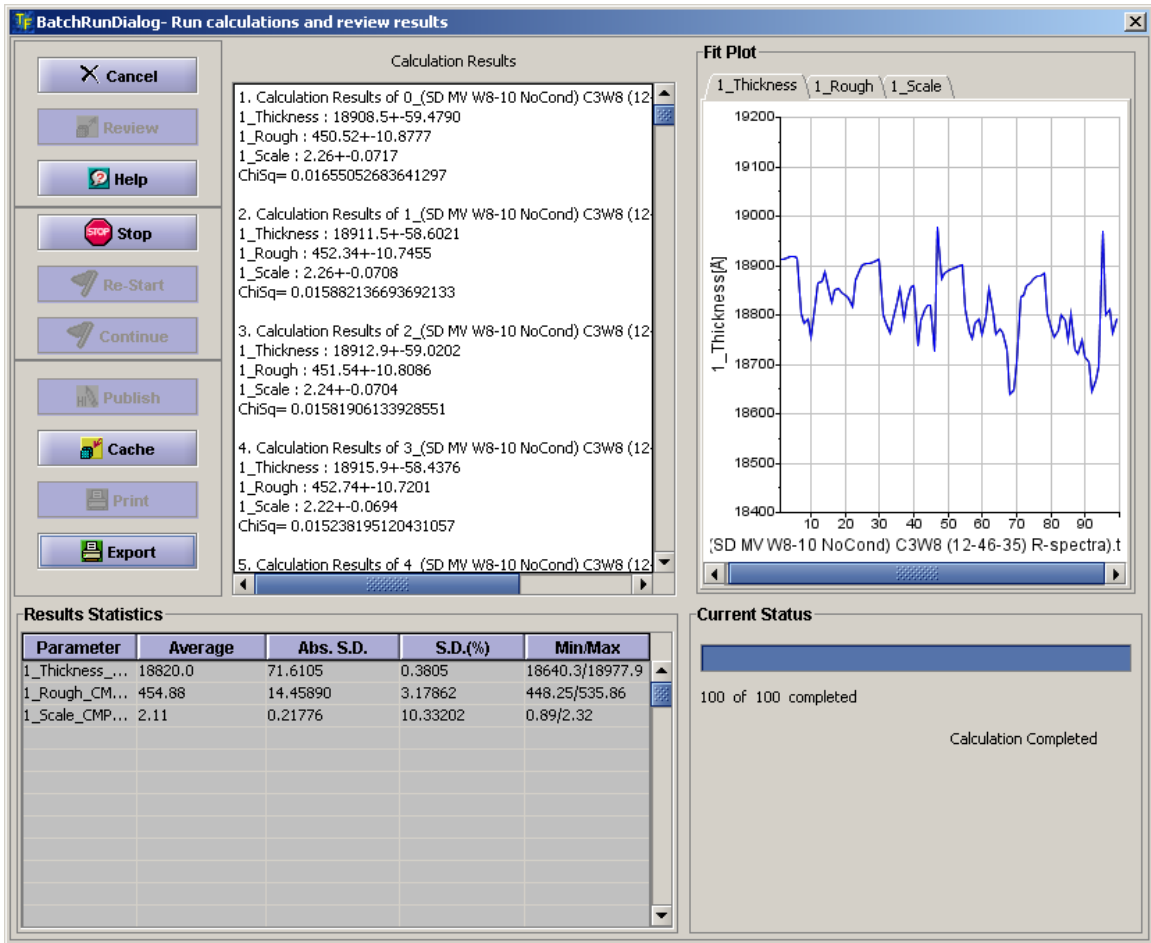 TF BatchRunDialog- Run calculations and review results
Cancel
Review
Help
STOP Stop
Re-Start
Continue
Publish
Cache
Print
Export
Calculation Results
1. Calculation Results of 0_(SD MV W8-10 NoCond) C3W8 (12-
1_Thickness : 18908.5+-59.4790
1_Rough : 450.52+-10.8777
1_Scale : 2.26+-0.0717
ChiSq= 0.01655052683641297
2. Calculation Results of 1_(SD MV W8-10 NoCond) C3W8 (12-
1_Thickness : 18911.5+-58.6021
1_Rough : 452.34+-10.7455
1_Scale : 2.26+-0.0708
ChiSq= 0.015882136693692133
3. Calculation Results of 2_(SD MV W8-10 NoCond) C3W8 (12-
1_Thickness : 18912.9+-59.0202
1_Rough : 451.54+-10.8086
1_Scale : 2.24+-0.0704
ChiSq= 0.01581906133928551
4. Calculation Results of 3_(SD MV W8-10 NoCond) C3W8 (12-
1_Thickness : 18915.9+-58.4376
1_Rough : 452.74+-10.7201
1_Scale : 2.22+-0.0694
ChiSq= 0.015238195120431057
5. Calculation Results of 4_(SD MV W8-10 NoCond) C3W8 (12-
Fit Plot
1_Thickness 1_Rough 1_Scale
19200
19100
19000
18900
18800
18700
18600
18500
18400
1_Thickness[Å]
10 20 30 40 50 60 70 80 90
(SD MV W8-10 NoCond) C3W8 (12-46-35) R-spectra).t
Results Statistics
Parameter Average Abs. S.D. S.D.(%) Min/Max
1_Thickness_... 18820.0 71.6105 0.3805 18640.3/18977.9
1_Rough_CM... 454.88 14.45890 3.17862 448.25/535.86
1_Scale_CMP... 2.11 0.21776 10.33202 0.89/2.32
Current Status
100 of 100 completed
Calculation Completed